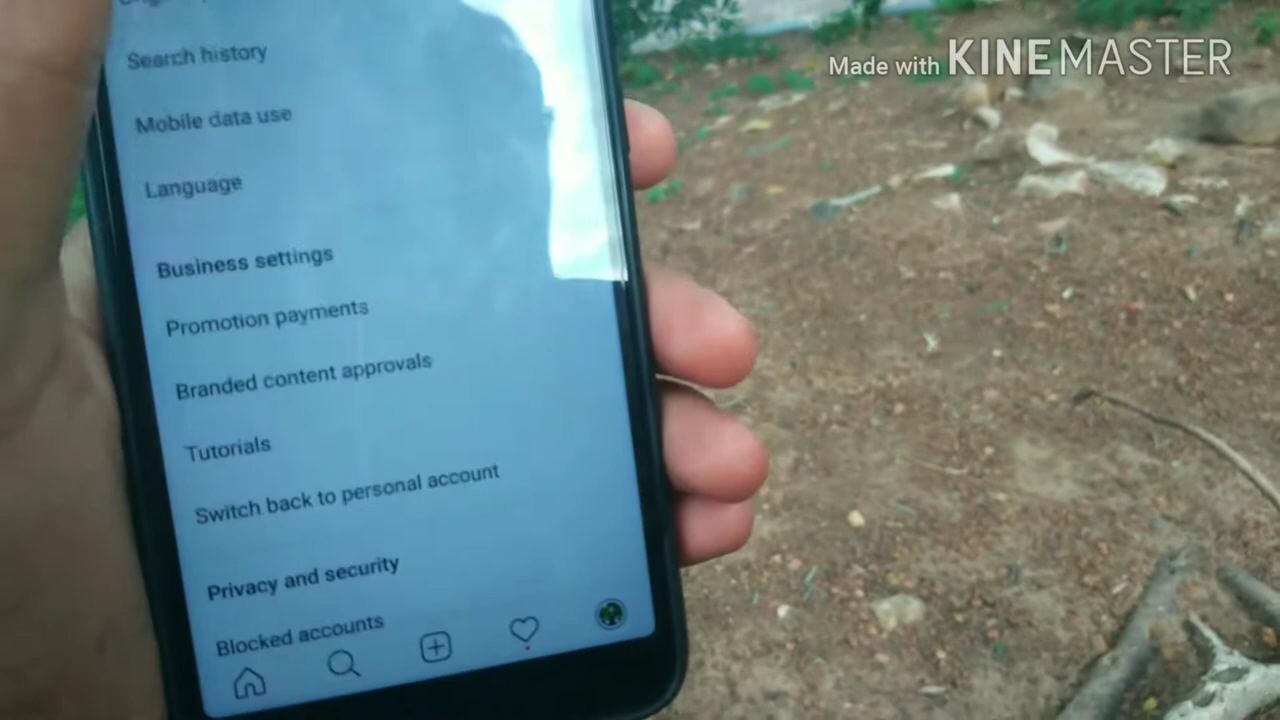 Search history
Mobile data use
Language
Business settings
Promotion payments
Branded content approvals
Tutorials
Switch back to personal account
Privacy and security
Blocked accounts
Made with KINEMASTER